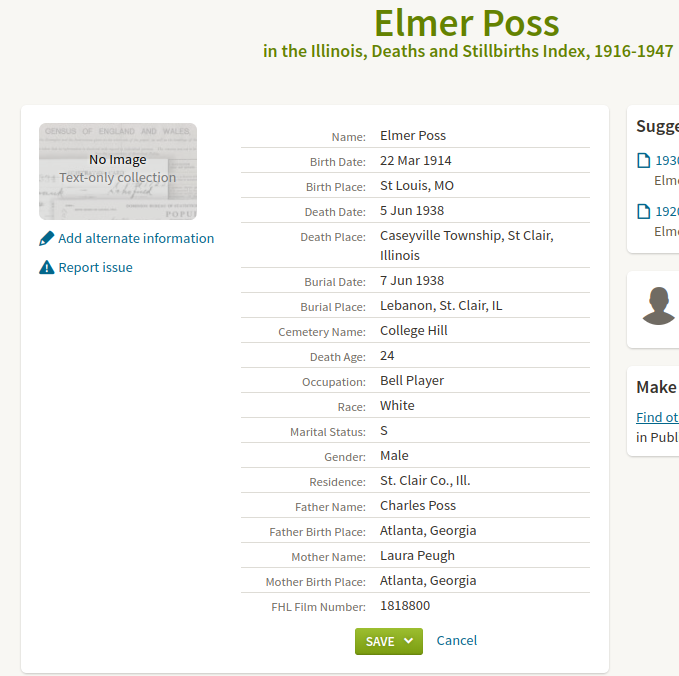 Elmer Poss
in the Illinois, Deaths and Stillbirths Index, 1916-1947
CENSUS OF ENGLAND AND WALES,
No Image
Text-only collection
POPU
Add alternate information
Report issue
Name: Elmer Poss
Birth Date: 22 Mar 1914
Birth Place: St Louis, MO
Death Date: 5 Jun 1938
Death Place: Caseyville Township, St Clair,
Illinois
Burial Date: 7 Jun 1938
Burial Place: Lebanon, St. Clair, IL
Cemetery Name: College Hill
Death Age: 24
Occupation: Bell Player
Race: White
Marital Status: S
Gender: Male
Residence: St. Clair Co., Ill.
Father Name: Charles Poss
Father Birth Place: Atlanta, Georgia
Mother Name: Laura Peugh
Mother Birth Place: Atlanta, Georgia
FHL Film Number: 1818800
SAVE Cancel
Sugge
1930
Elme
1920
Elme
Make
Find ot
in Publ